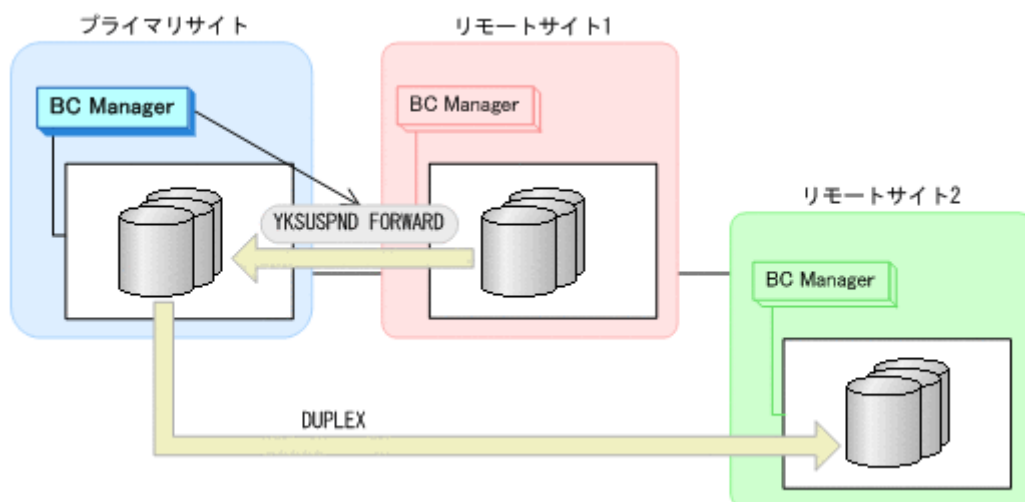 プライマリサイト
リモートサイト1
BC Manager
BC Manager
YKSUSPND FORWARD
リモートサイト2
BC Manager
DUPLEX